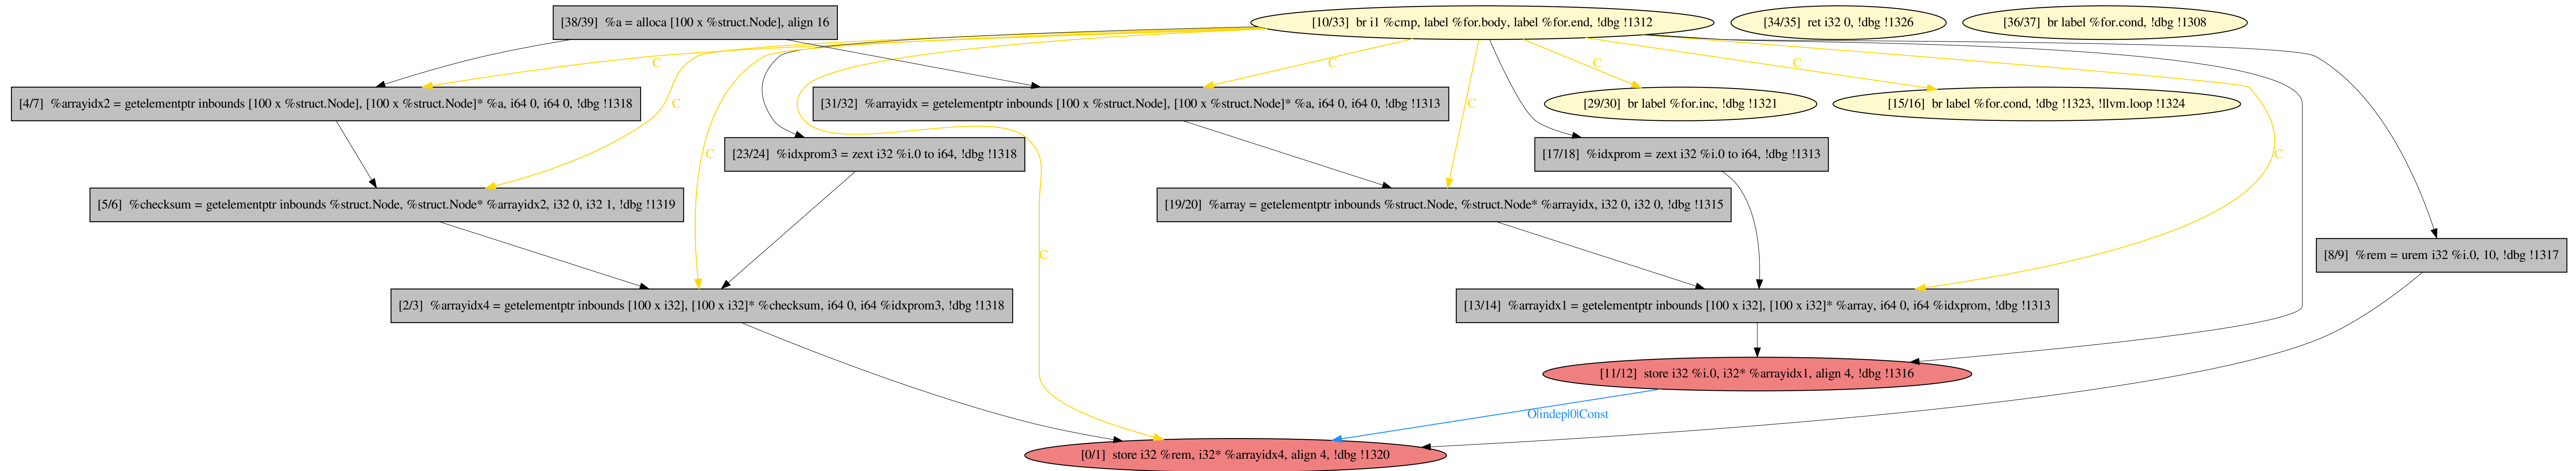 [38/39] %a = alloca [100 x %struct.Node], align 16
[10/33] br i1 %cmp, label %for.body, label %for.end, !dbg !1312
[34/35] ret i32 0, !dbg !1326
[36/37] br label %for.cond, !dbg !1308
C
C
C
[4/7] %arrayidx2 = getelementptr inbounds [100 x %struct.Node], [100 x %struct.Node]* %a, i64 0, i64 0, !dbg !1318
C
[31/32] %arrayidx = getelementptr inbounds [100 x %struct.Node], [100 x %struct.Node]* %a, i64 0, i64 0, !dbg !1313
C
[29/30] br label %for.inc, !dbg !1321
[15/16] br label %for.cond, !dbg !1323, !llvm.loop !1324
C
C
[23/24] %idxprom3 = zext i32 %i.0 to i64, !dbg !1318
[17/18] %idxprom = zext i32 %i.0 to i64, !dbg !1313
C
[5/6] %checksum = getelementptr inbounds %struct.Node, %struct.Node* %arrayidx2, i32 0, i32 1, !dbg !1319
[19/20] %array = getelementptr inbounds %struct.Node, %struct.Node* %arrayidx, i32 0, i32 0, !dbg !1315
C
[8/9] %rem = urem i32 %i.0, 10, !dbg !1317
[2/3] %arrayidx4 = getelementptr inbounds [100 x i32], [100 x i32]* %checksum, i64 0, i64 %idxprom3, !dbg !1318
[13/14] %arrayidx1 = getelementptr inbounds [100 x i32], [100 x i32]* %array, i64 0, i64 %idxprom, !dbg !1313
[11/12] store i32 %i.0, i32* %arrayidx1, align 4, !dbg !1316
O|indep|0|Const
[0/1] store i32 %rem, i32* %arrayidx4, align 4, !dbg !1320